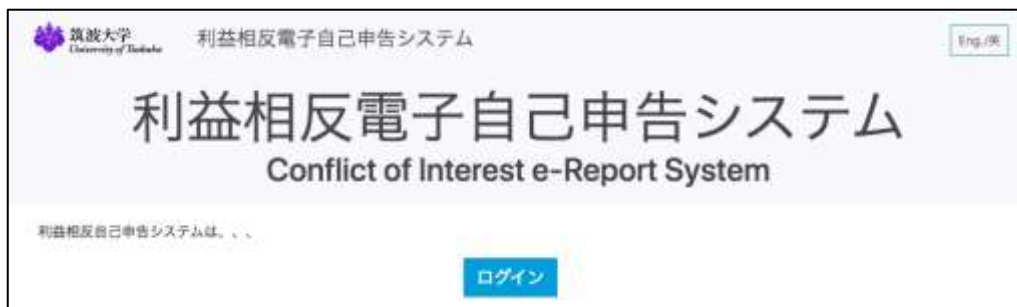 筑波大学
University of Tsukuba
利益相反電子自己申告システム
Eng./英
利益相反電子自己申告システム
Conflict of Interest e-Report System
利益相反自己申告システムは、、、
ログイン